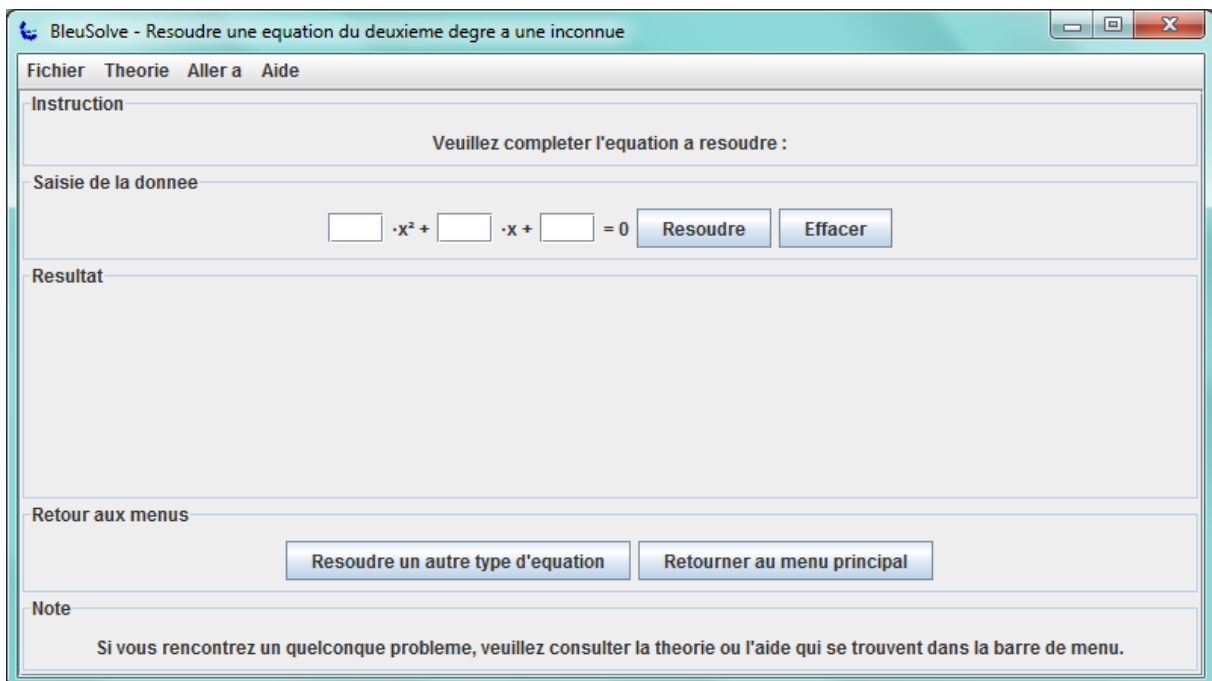 BleuSolve - Resoudre une equation du deuxieme degre a une inconnue
Fichier Theorie Aller a Aide
Instruction
Veuillez completer l'equation a resoudre :
Saisie de la donnee
·x² + ·x + = 0 Resoudre Effacer
Resultat
Retour aux menus
Resoudre un autre type d'equation Retourner au menu principal
Note
Si vous rencontrez un quelconque probleme, veuillez consulter la theorie ou l'aide qui se trouvent dans la barre de menu.